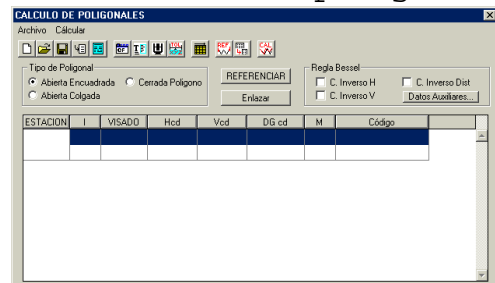 CALCULO DE POLIGONALES
Archivo Cálcular
Tipo de Poligonal
Abierta Encuadrada Cerrada Poligono
Abierta Colgada
REFERENCIAR
Enlazar
Regla Bessel
C. Inverso H C. Inverso Dist
C. Inverso V Datos Auxiliares...
ESTACION I VISADO Hcd Vcd DG cd M Código